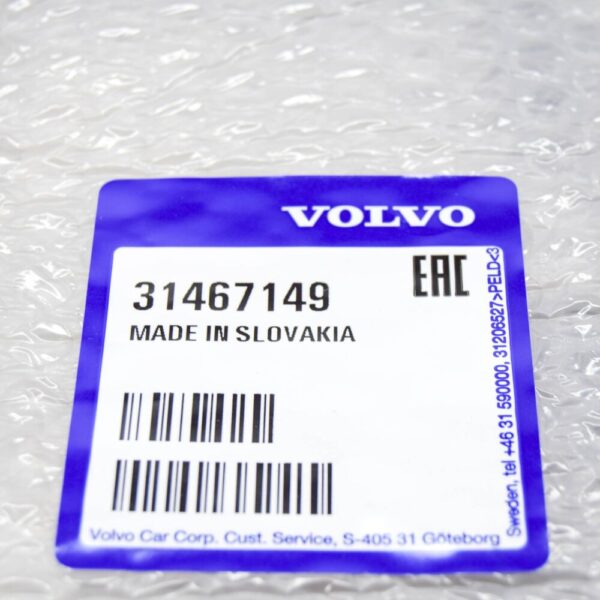 VOLVO
EAC
31467149
MADE IN SLOVAKIA
Volvo Car Corp. Cust. Service, S-405 31 Göteborg
Sweden, tel +46 31 590000, 31206527>PELD<3